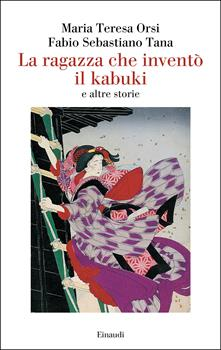 Maria Teresa Orsi
Fabio Sebastiano Tana
La ragazza che inventò
il kabuki
e altre storie
Einaudi